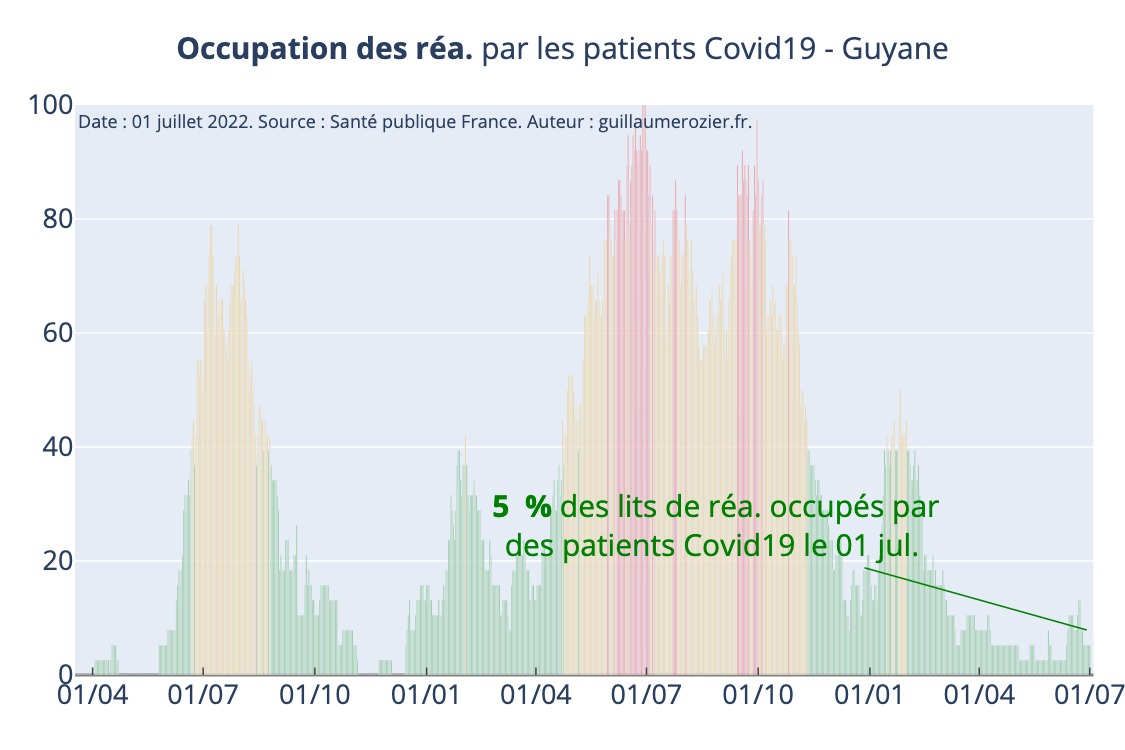 Occupation des réa. par les patients Covid19 - Guyane
100
Date : 01 juillet 2022. Source : Santé publique France. Auteur : guillaumerozier.fr.
80
60
40
5 % des lits de réa. occupés par
des patients Covid19 le 01 jul.
20
0
01/04 01/07 01/10 01/01 01/04 01/07 01/10 01/01 01/04 01/07